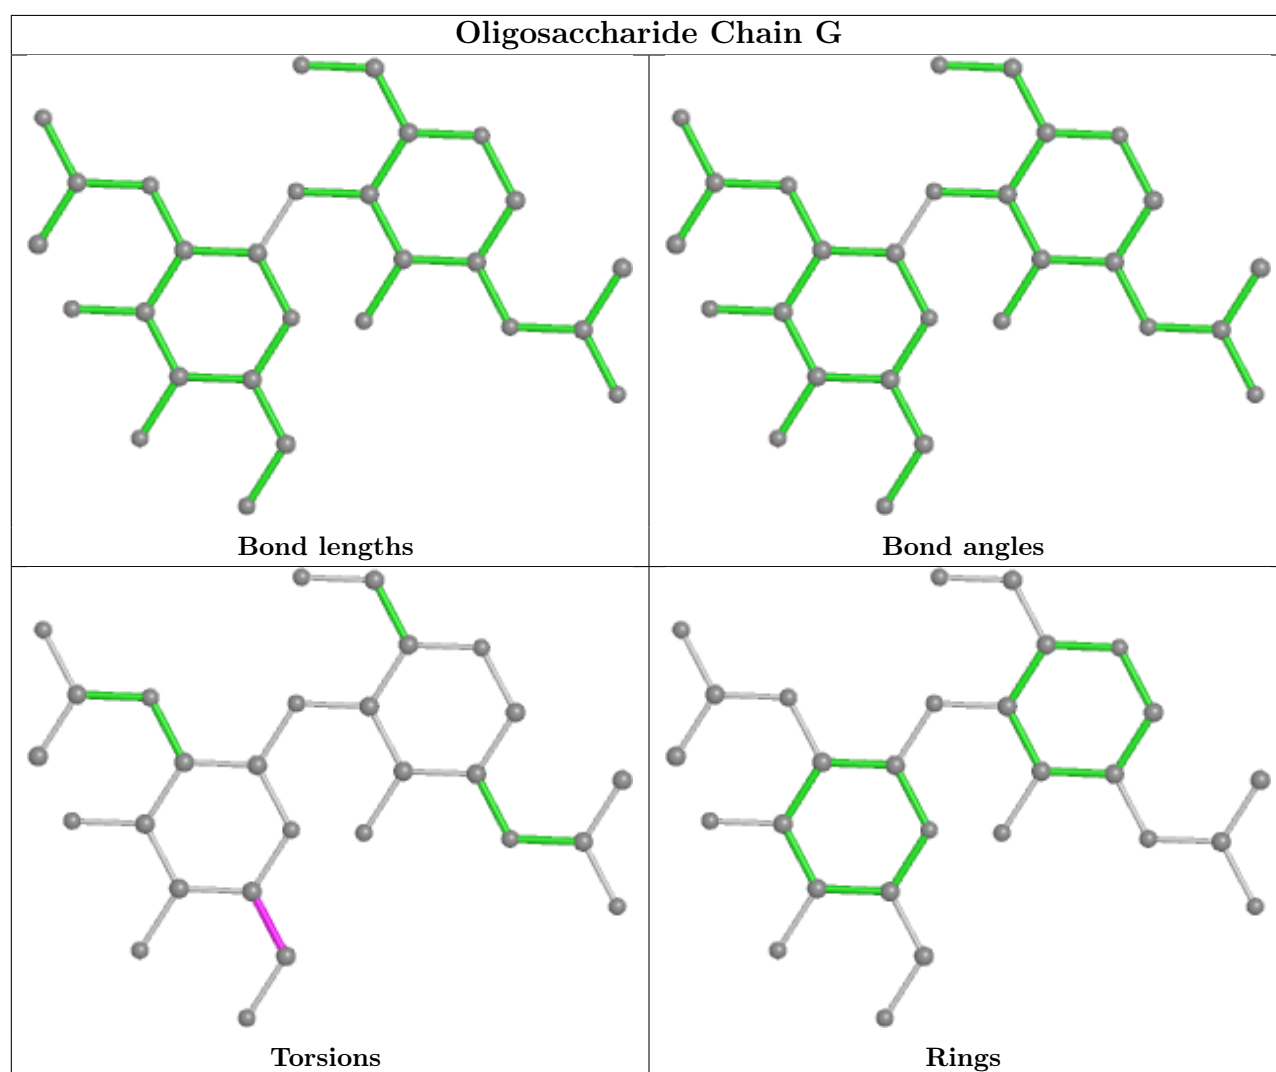 Oligosaccharide Chain G
Bond lengths
Bond angles
Torsions
Rings